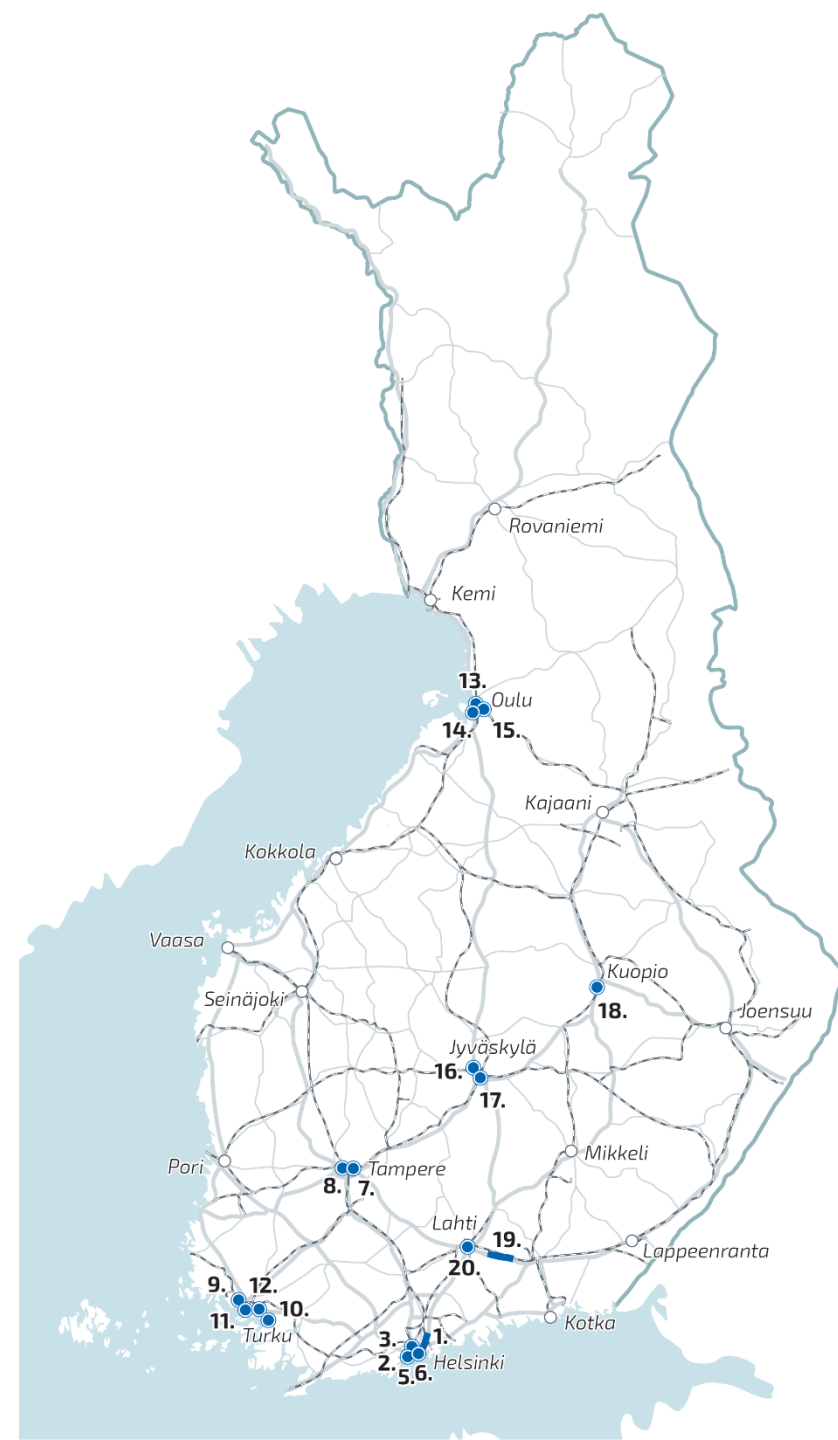 Rovaniemi
Kemi
13.
Oulu
14.
15.
Kajaani
Kokkola
Vaasa
Kuopio
Seinäjoki
18.
Joensuu
Jyväskylä
16.
17.
Mikkeli
Pori
Tampere
8.
7.
Lahti
19.
Lappeenranta
20.
9.
12.
10.
11.
Turku
Kotka
3.
1.
2.
Helsinki
5.
6.